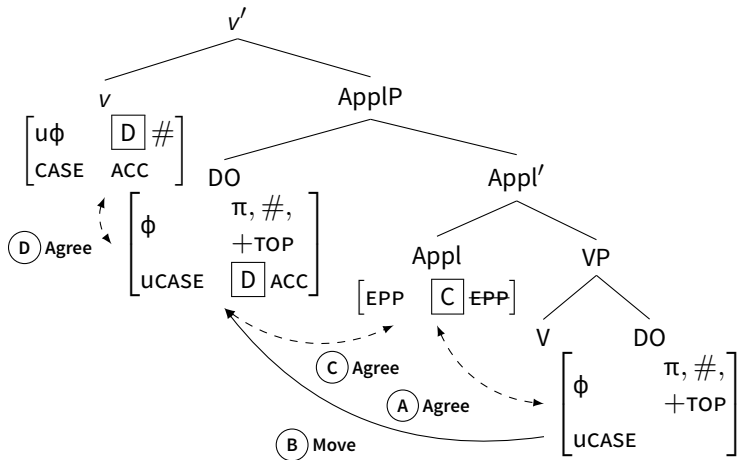 v′
v
ApplP
[uϕ D #
CASE ACC]
DO
Appl′
[ϕ π, #,
+TOP
uCASE D ACC]
D Agree
Appl
VP
[EPP C EPP]
V
DO
C Agree
[ϕ π, #,
+TOP
uCASE]
A Agree
B Move